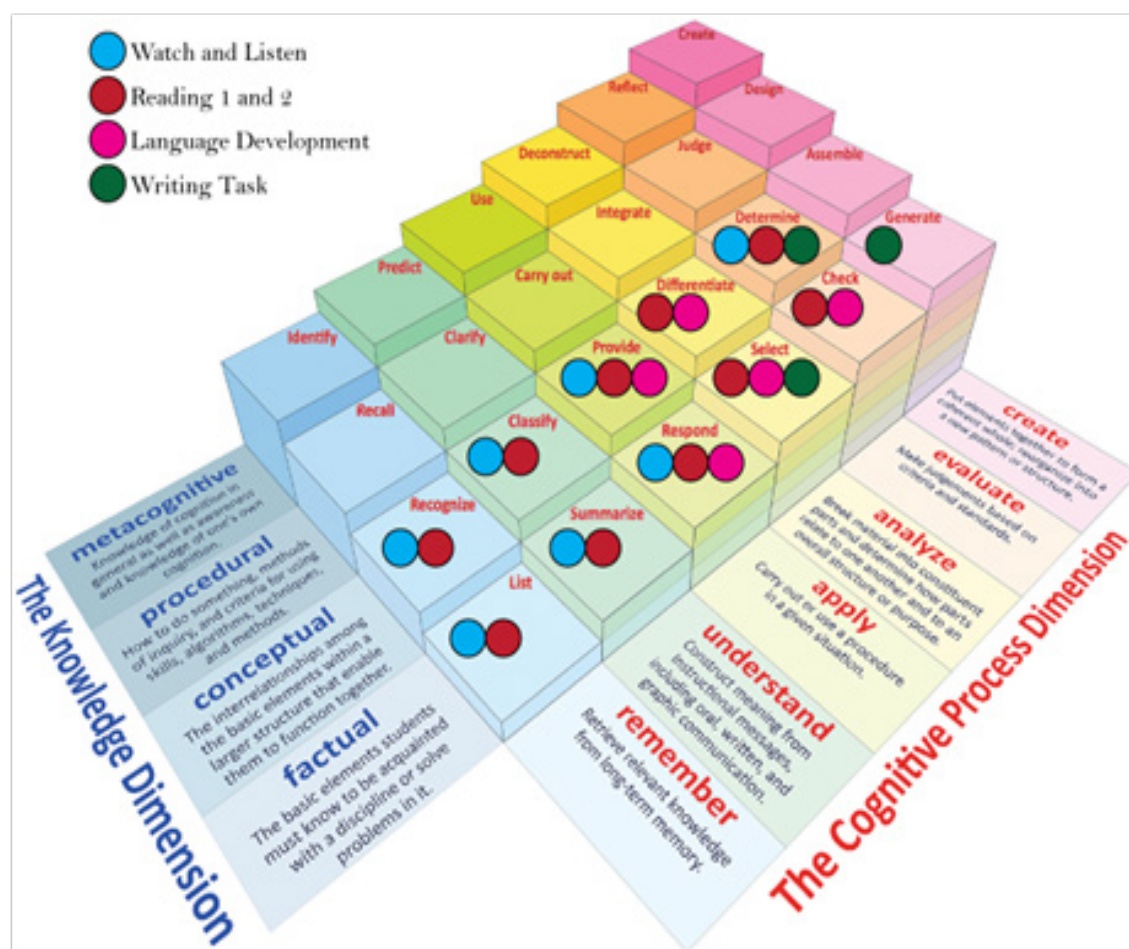 Watch and Listen
Reading 1 and 2
Language Development
Writing Task
Create
Reflect
Design
Deconstruct
Judge
Assemble
Use
Integrate
Determine
Generate
Predict
Carry out
Differentiate
Check
Identify
Clarify
Provide
Select
Recall
Classify
Respond
Recognize
Summarize
List
The Knowledge Dimension
metacognitive
Knowledge of cognition in
general as well as awareness
and knowledge of one's own
cognition.
procedural
How to do something, methods
of inquiry, and criteria for using
skills, algorithms, techniques,
and methods.
conceptual
The interrelationships among
the basic elements within a
larger structure that enable
them to function together.
factual
The basic elements students
must know to be acquainted
with a discipline or solve
problems in it.
The Cognitive Process Dimension
remember
Retrieve relevant knowledge
from long-term memory.
understand
Construct meaning from
instructional messages,
including oral, written, and
graphic communication.
apply
Carry out or use a procedure
in a given situation.
analyze
Break material into constituent
parts and determine how parts
relate to one another and to an
overall structure or purpose.
evaluate
Make judgements based on
criteria and standards.
create
Put elements together to form a
coherent whole; reorganize into
a new pattern or structure.